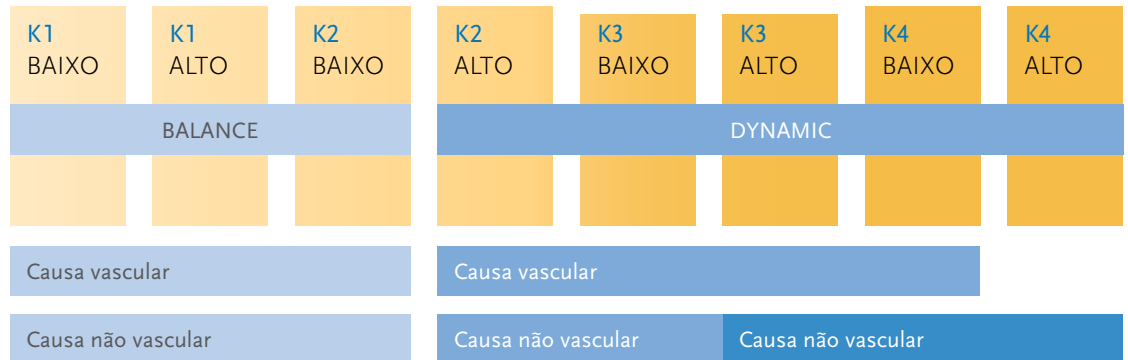 K1
BAIXO
K1
ALTO
K2
BAIXO
K2
ALTO
K3
BAIXO
K3
ALTO
K4
BAIXO
K4
ALTO
BALANCE
DYNAMIC
Causa vascular
Causa vascular
Causa não vascular
Causa não vascular
Causa não vascular